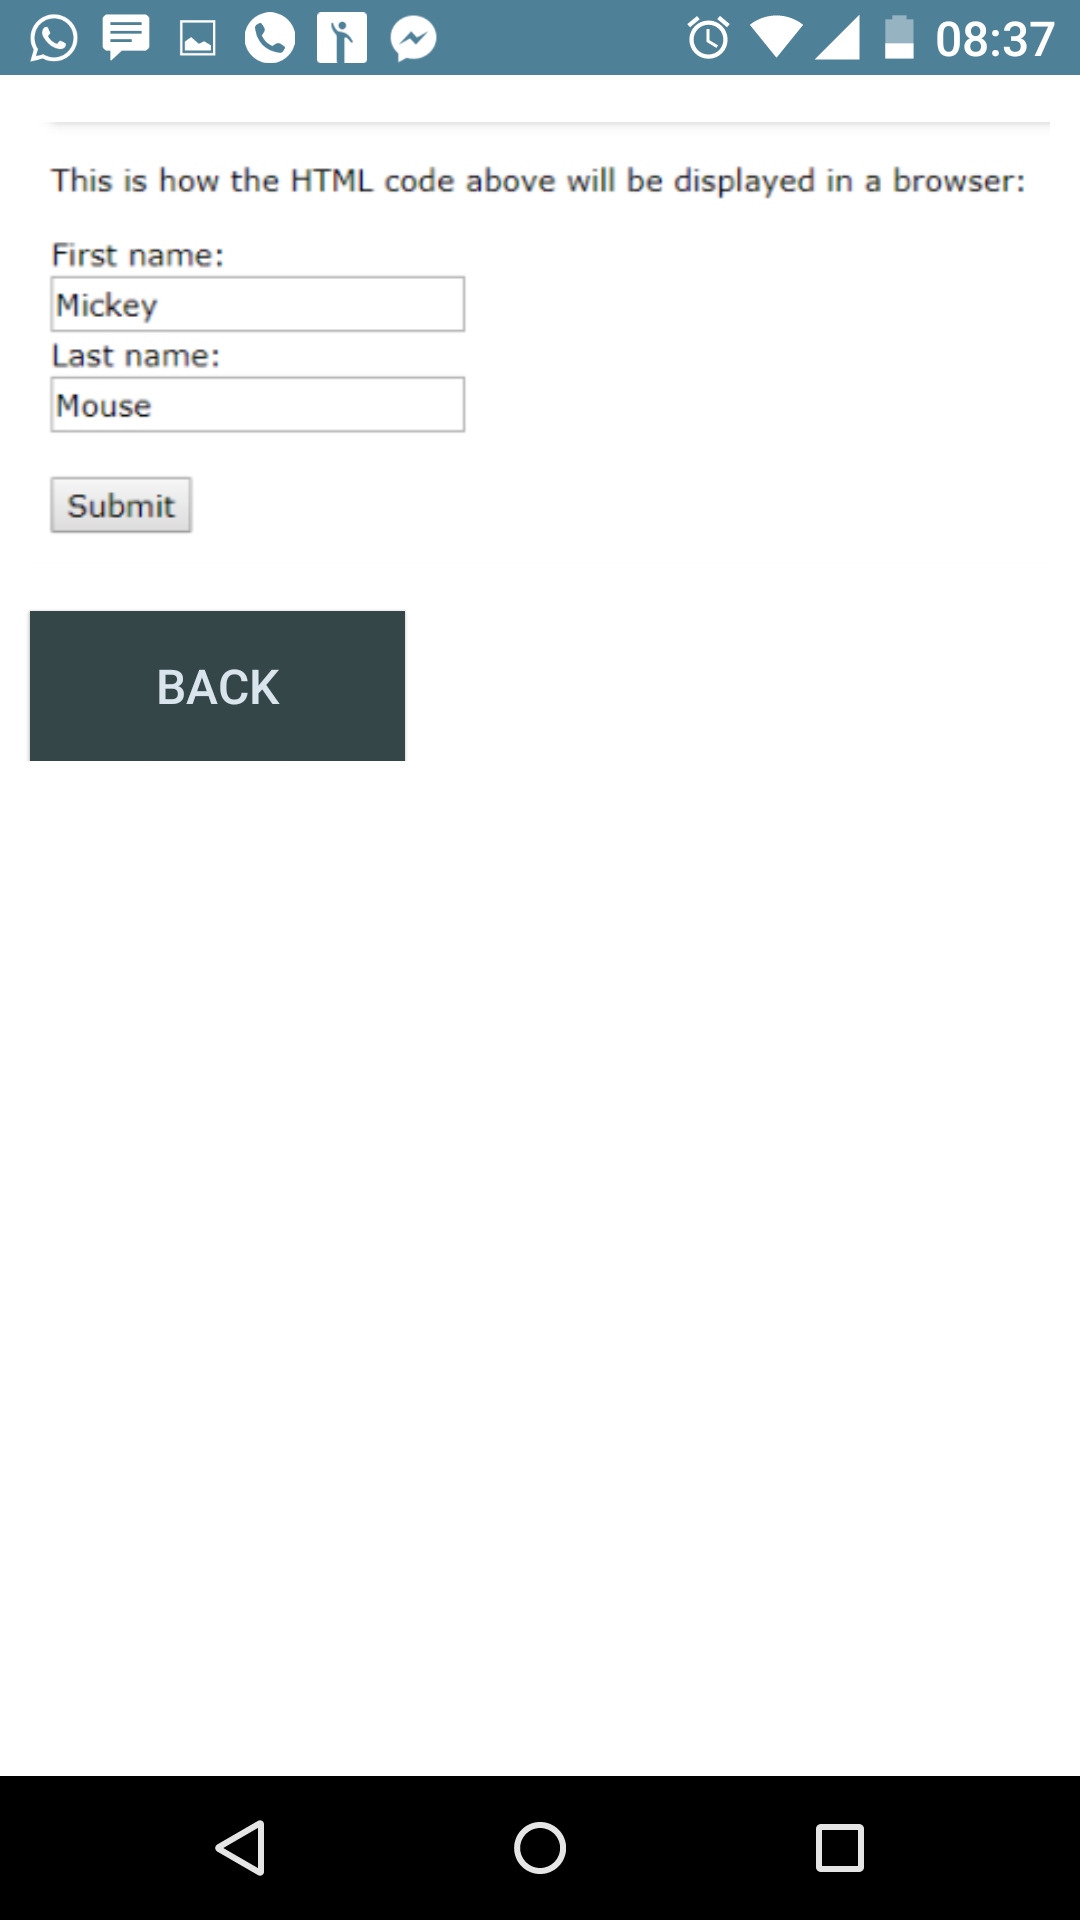 08:37
This is how the HTML code above will be displayed in a browser:
First name:
Mickey
Last name:
Mouse
Submit
BACK